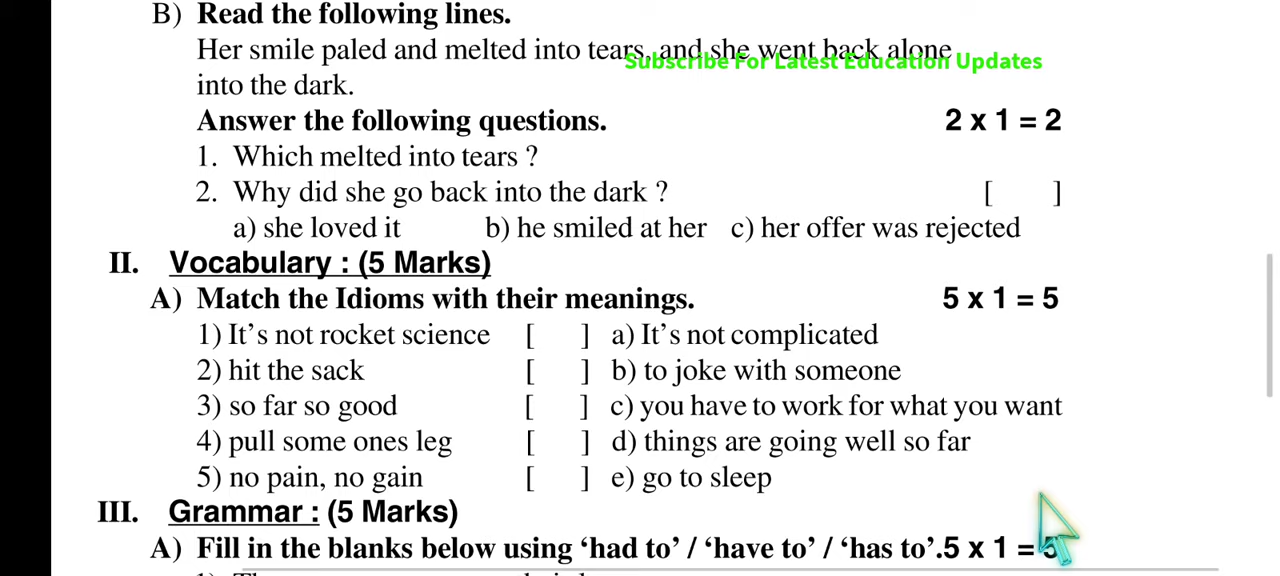 B) Read the following lines.
Her smile paled and melted into tears, and she went back alone
Subscribe For Latest Education Updates
into the dark.
Answer the following questions. 2 x 1 = 2
1. Which melted into tears ?
2. Why did she go back into the dark ? [ ]
a) she loved it b) he smiled at her c) her offer was rejected
II. Vocabulary : (5 Marks)
A) Match the Idioms with their meanings. 5 x 1 = 5
1) It’s not rocket science [ ] a) It’s not complicated
2) hit the sack [ ] b) to joke with someone
3) so far so good [ ] c) you have to work for what you want
4) pull some ones leg [ ] d) things are going well so far
5) no pain, no gain [ ] e) go to sleep
III. Grammar : (5 Marks)
A) Fill in the blanks below using ‘had to’ / ‘have to’ / ‘has to’.5 x 1 = 5